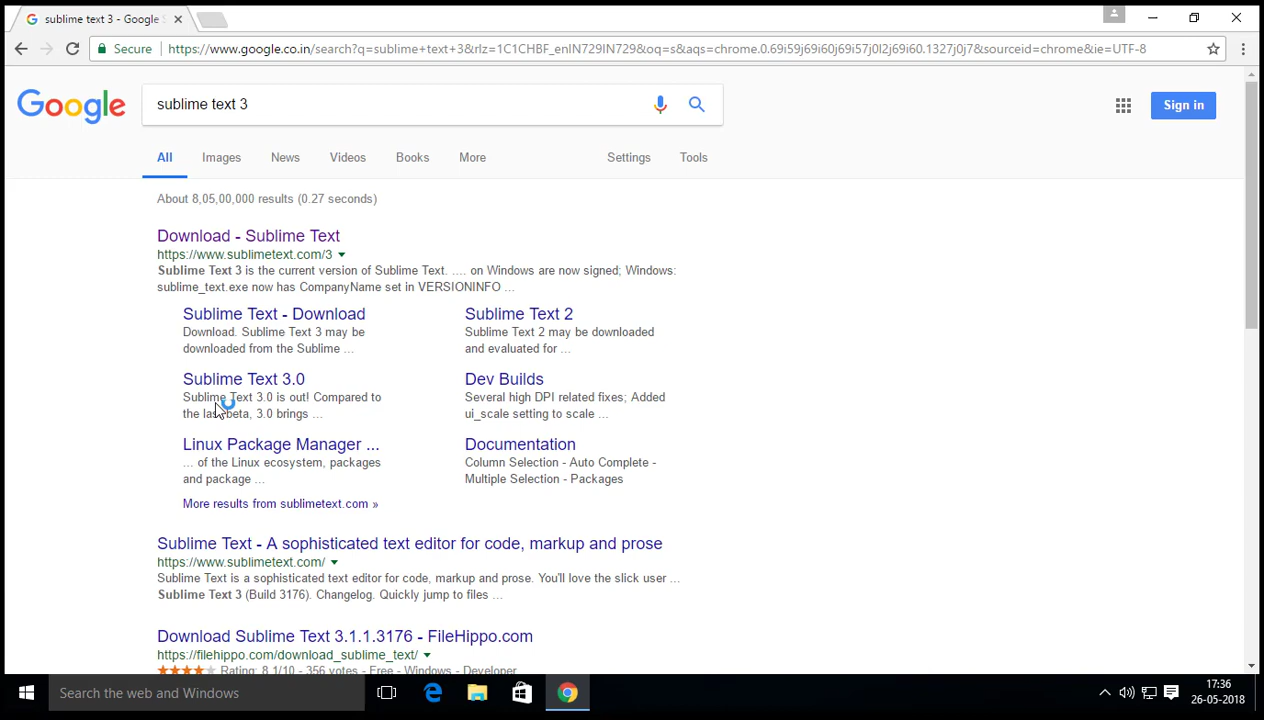 sublime text 3 - Google S
Secure
https://www.google.co.in/search?q=sublime+text+3&rlz=1C1CHBF_enIN729IN729&oq=s&aqs=chrome.0.69i59j69i60j69i57j0l2j69i60.1327j0j7&sourceid=chrome&ie=UTF-8
Google
sublime text 3
Sign in
All Images News Videos Books More Settings Tools
About 8,05,00,000 results (0.27 seconds)
Download - Sublime Text
https://www.sublimetext.com/3
Sublime Text 3 is the current version of Sublime Text. .... on Windows are now signed; Windows:
sublime_text.exe now has CompanyName set in VERSIONINFO ...
Sublime Text - Download
Download. Sublime Text 3 may be
downloaded from the Sublime ...
Sublime Text 2
Sublime Text 2 may be downloaded
and evaluated for ...
Sublime Text 3.0
Sublime Text 3.0 is out! Compared to
the last beta, 3.0 brings ...
Dev Builds
Several high DPI related fixes; Added
ui_scale setting to scale ...
Linux Package Manager ...
... of the Linux ecosystem, packages
and package ...
Documentation
Column Selection - Auto Complete -
Multiple Selection - Packages
More results from sublimetext.com »
Sublime Text - A sophisticated text editor for code, markup and prose
https://www.sublimetext.com/
Sublime Text is a sophisticated text editor for code, markup and prose. You'll love the slick user ...
Sublime Text 3 (Build 3176). Changelog. Quickly jump to files ...
Download Sublime Text 3.1.1.3176 - FileHippo.com
https://filehippo.com/download_sublime_text/
Rating: 8.1/10 - 356 votes - Free - Windows - Developer
Search the web and Windows
17:36
26-05-2018